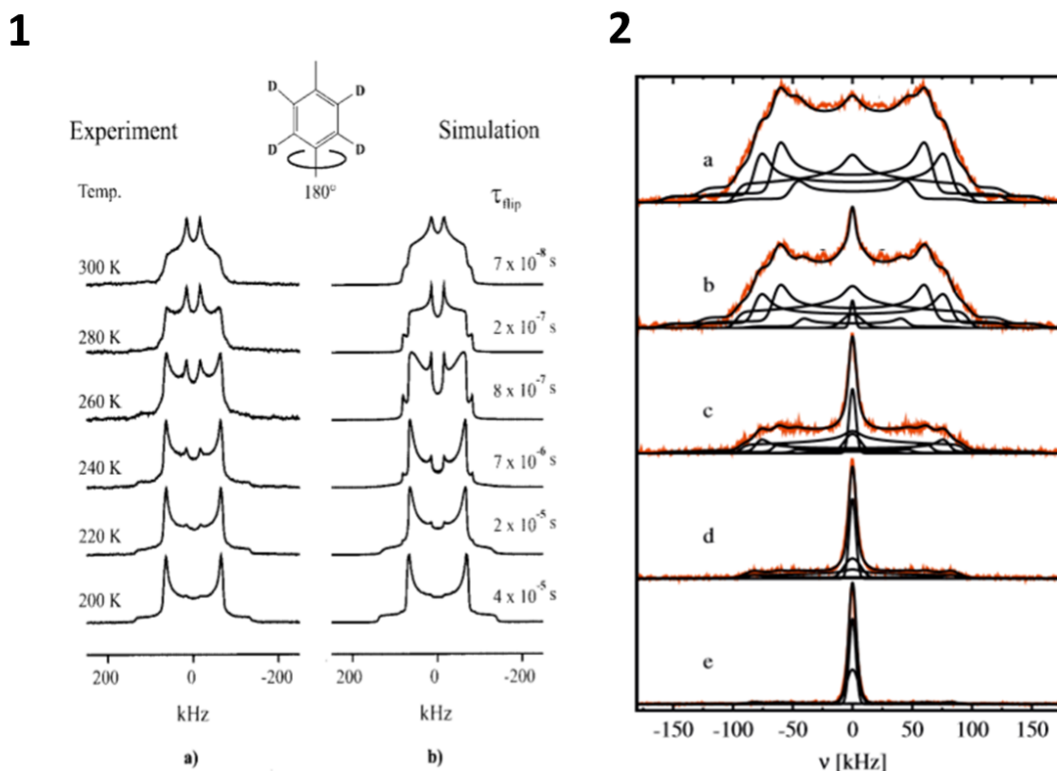 1
2
Experiment
Simulation
D
D
D
D
180°
Temp.
τflip
300 K
7 x 10⁻⁸ s
280 K
2 x 10⁻⁷ s
260 K
8 x 10⁻⁷ s
240 K
7 x 10⁻⁶ s
220 K
2 x 10⁻⁵ s
200 K
4 x 10⁻⁵ s
200 0 -200
200 0 -200
kHz
kHz
a)
b)
a
b
c
d
e
-150 -100 -50 0 50 100 150
ν [kHz]